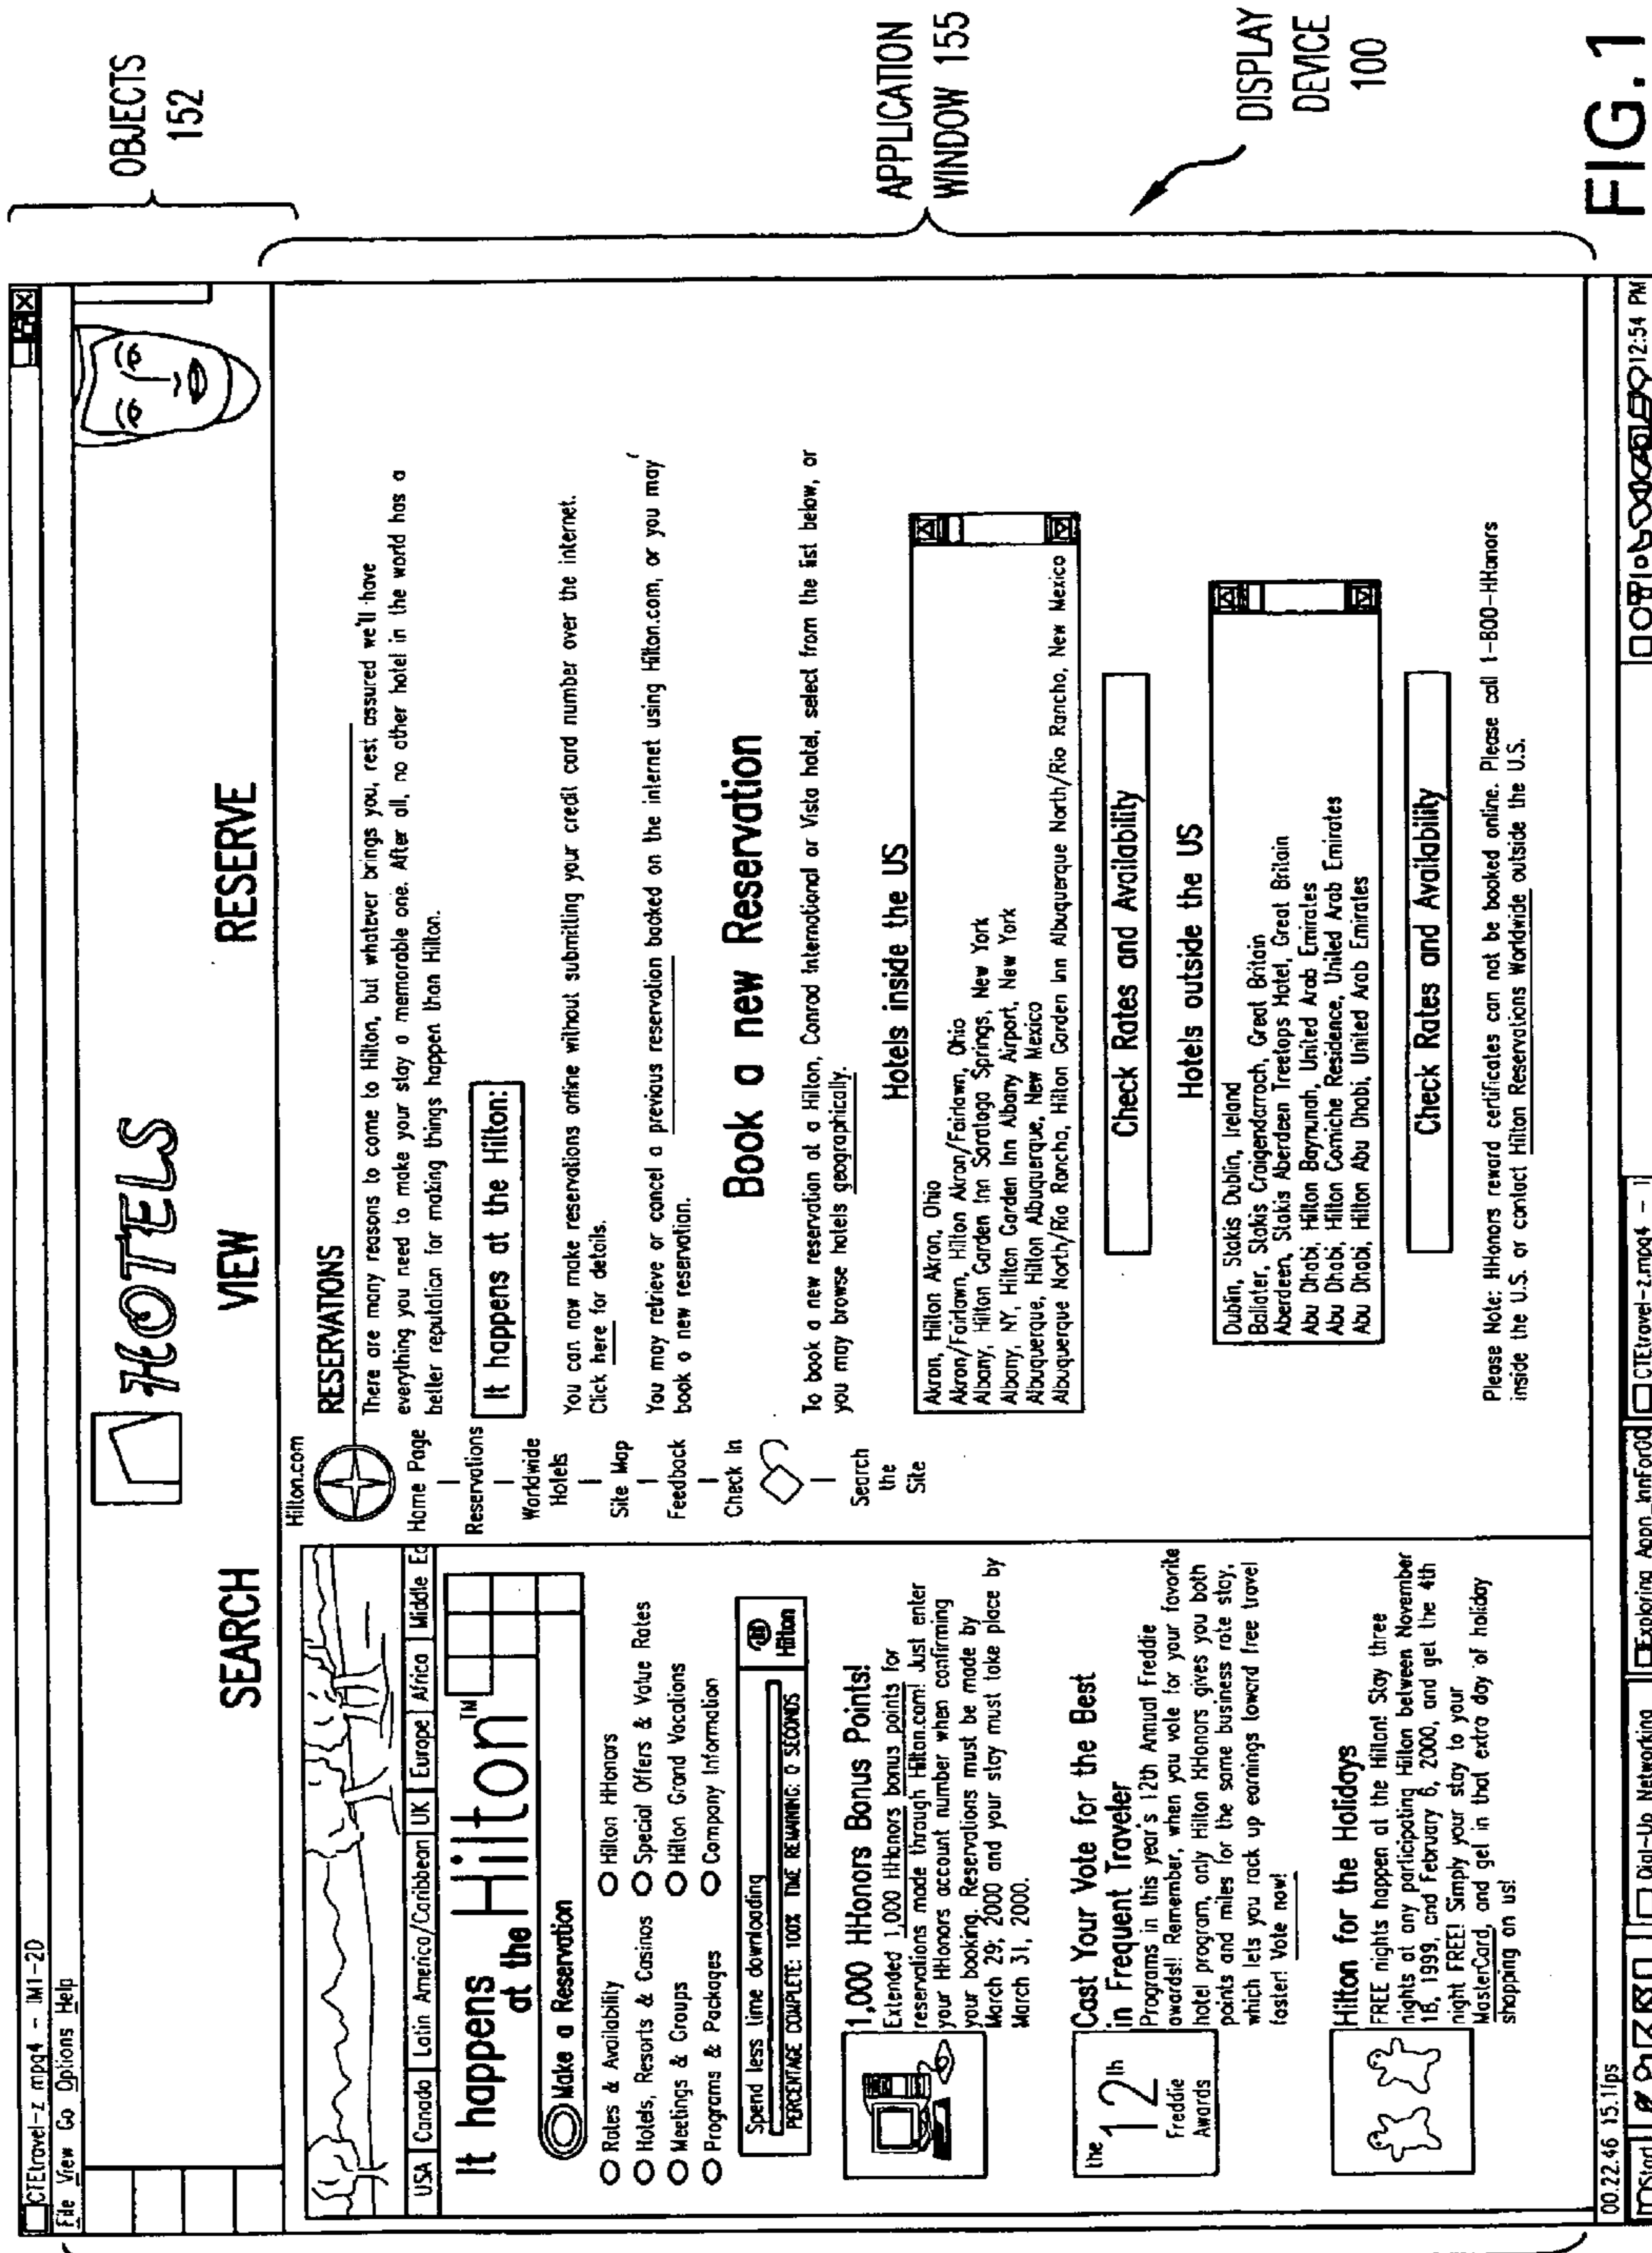 CTEtravel-z mpq4 - IM1-2D
File View Go Options Help
HOTELS
SEARCH VIEW RESERVE
USA Canada Latin America/Caribbean UK Europe Africa Middle Ea
It happens
at the Hilton™
Make a Reservation
Rates & Availability Hilton HHonors
Hotels, Resorts & Casinos Special Offers & Value Rates
Meetings & Groups Hilton Grand Vacations
Programs & Packages Company Information
Spend less time downloading
PERCENTAGE COMPLETE: 100% TIME REMAINING: 0 SECONDS
Hilton
1,000 HHonors Bonus Points!
Extended 1,000 HHonors bonus points for
reservations made through Hilton.com! Just enter
your HHonors account number when confirming
your booking. Reservations must be made by
March 29, 2000 and your stay must take place by
March 31, 2000.
the
12th
Freddie
Awards
Cast Your Vote for the Best
in Frequent Traveler
Programs in this year's 12th Annual Freddie
awards!! Remember, when you vote for your favorite
hotel program, only Hilton HHonors gives you both
points and miles for the same business rate stay,
which lets you rack up earnings toward free travel
faster! Vote now!
Hilton for the Holidays
FREE nights happen at the Hilton! Stay three
nights at any participating Hilton between November
18, 1999, and February 6, 2000, and get the 4th
night FREE! Simply your stay to your
MasterCard, and get in that extra day of holiday
shopping on us!
Hilton.com
Home Page
Reservations
Worldwide
Hotels
Site Map
Feedback
Check In
Search
the
Site
RESERVATIONS
There are many reasons to come to Hilton, but whatever brings you, rest assured we'll have
everything you need to make your stay a memorable one. After all, no other hotel in the world has a
better reputation for making things happen than Hilton.
It happens at the Hilton:
You can now make reservations online without submitting your credit card number over the internet.
Click here for details.
You may retrieve or cancel a previous reservation booked on the internet using Hilton.com, or you may
book a new reservation.
Book a new Reservation
To book a new reservation at a Hilton, Conrad International or Vista hotel, select from the list below, or
you may browse hotels geographically.
Hotels inside the US
Akron, Hilton Akron, Ohio
Akron/Fairlawn, Hilton Akron/Fairlawn, Ohio
Albany, Hilton Garden Inn Saratoga Springs, New York
Albany, NY, Hilton Garden Inn Albany Airport, New York
Albuquerque, Hilton Albuquerque, New Mexico
Albuquerque North/Rio Rancho, Hilton Garden Inn Albuquerque North/Rio Rancho, New Mexico
Check Rates and Availability
Hotels outside the US
Dublin, Stakis Dublin, Ireland
Ballater, Stakis Craigendarroch, Great Britain
Aberdeen, Stakis Aberdeen Treetops Hotel, Great Britain
Abu Dhabi, Hilton Baynunah, United Arab Emirates
Abu Dhabi, Hilton Corniche Residence, United Arab Emirates
Abu Dhabi, Hilton Abu Dhabi, United Arab Emirates
Check Rates and Availability
Please Note: HHonors reward certificates can not be booked online. Please call 1-800-HHonors
inside the U.S. or contact Hilton Reservations Worldwide outside the U.S.
00.22.46 15.1fps
Start Dial-Up Networking Exploring CTEtravel-z.mpq4 - 12:54 PM
OBJECTS
152
APPLICATION
WINDOW 155
DISPLAY
DEVICE
100
FIG. 1